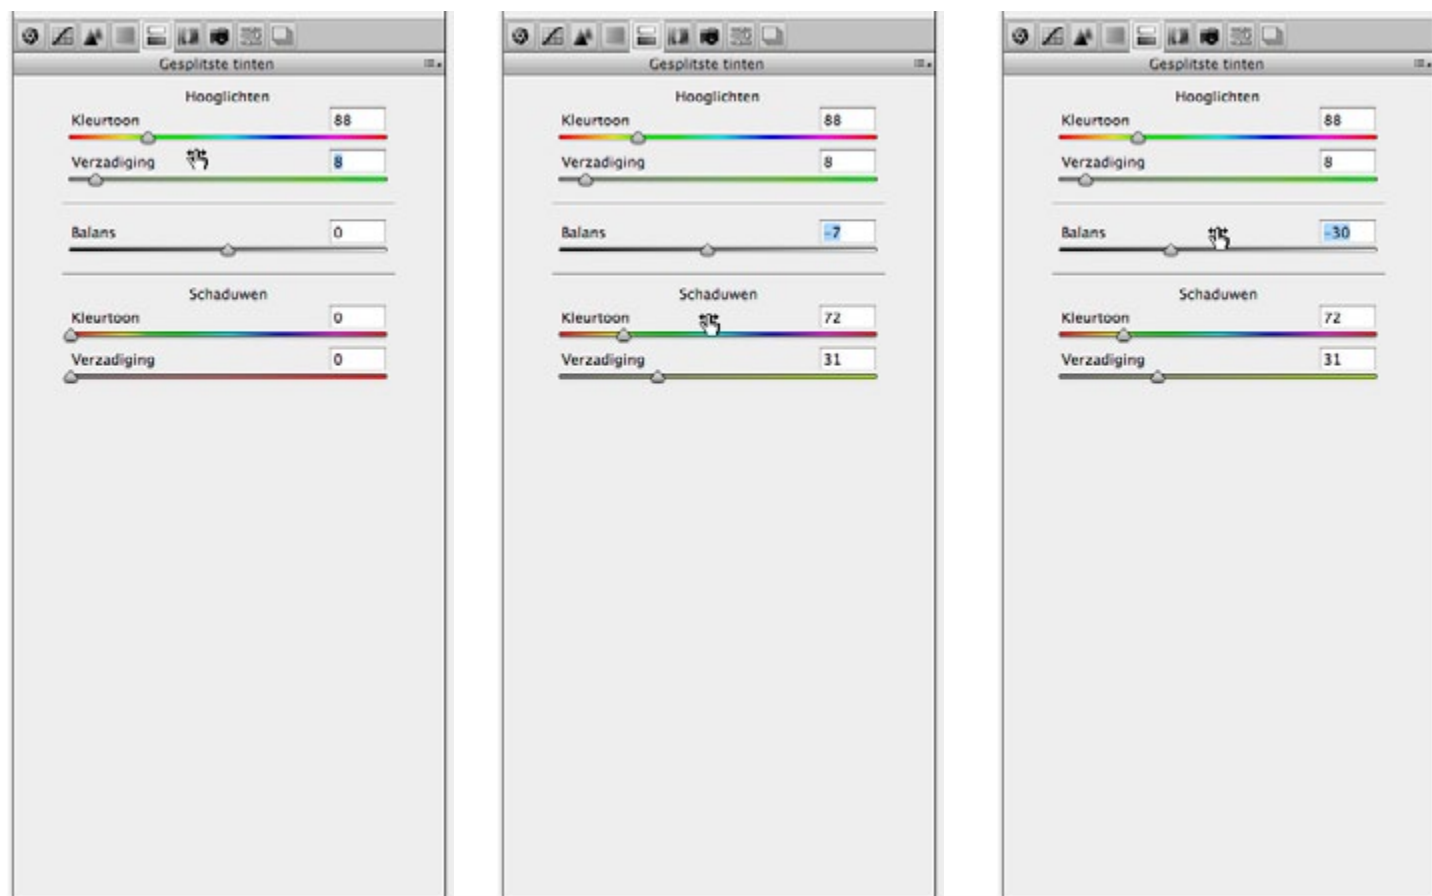 Gesplitste tinten
Hooglichten
Kleurtoon 88
Verzadiging 8
Balans 0
Schaduwen
Kleurtoon 0
Verzadiging 0
Gesplitste tinten
Hooglichten
Kleurtoon 88
Verzadiging 8
Balans -7
Schaduwen
Kleurtoon 72
Verzadiging 31
Gesplitste tinten
Hooglichten
Kleurtoon 88
Verzadiging 8
Balans -30
Schaduwen
Kleurtoon 72
Verzadiging 31